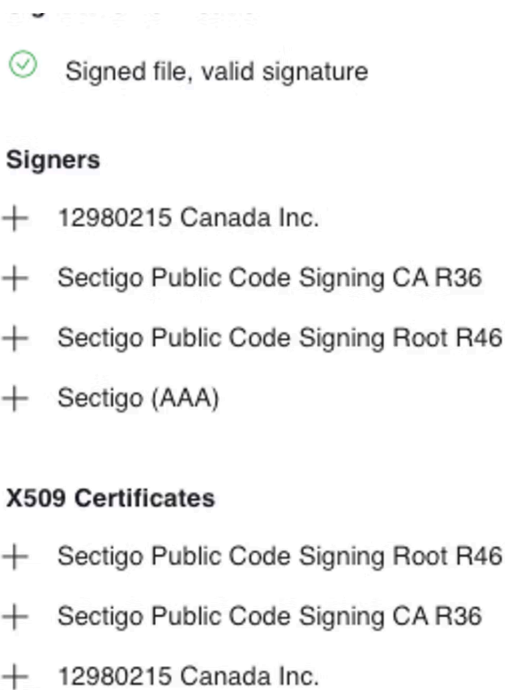 Signed file, valid signature
Signers
12980215 Canada Inc.
Sectigo Public Code Signing CA R36
Sectigo Public Code Signing Root R46
Sectigo (AAA)
X509 Certificates
Sectigo Public Code Signing Root R46
Sectigo Public Code Signing CA R36
12980215 Canada Inc.